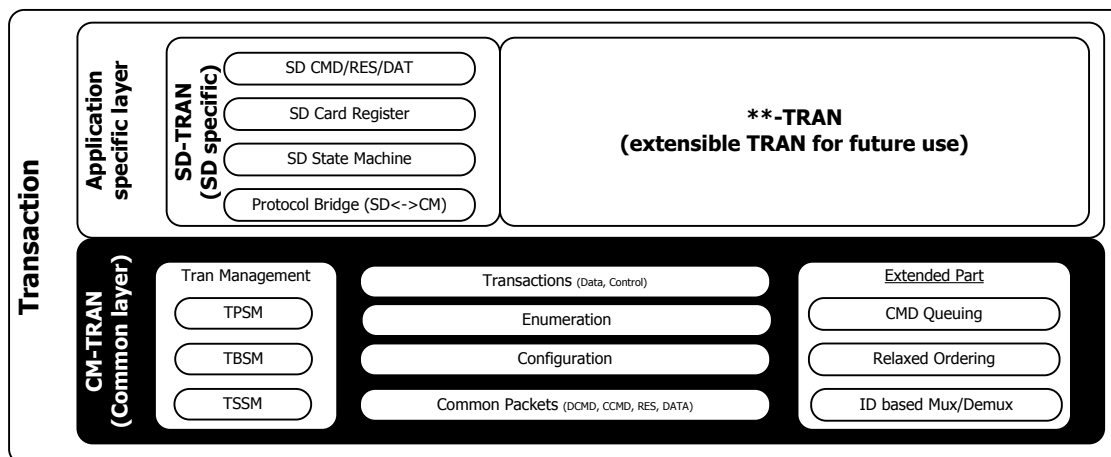 Transaction
Application
specific layer
SD-TRAN
(SD specific)
SD CMD/RES/DAT
SD Card Register
SD State Machine
Protocol Bridge (SD<->CM)
**-TRAN
(extensible TRAN for future use)
CM-TRAN
(Common layer)
Tran Management
TPSM
TBSM
TSSM
Transactions (Data, Control)
Enumeration
Configuration
Common Packets (DCMD, CCMD, RES, DATA)
Extended Part
CMD Queuing
Relaxed Ordering
ID based Mux/Demux